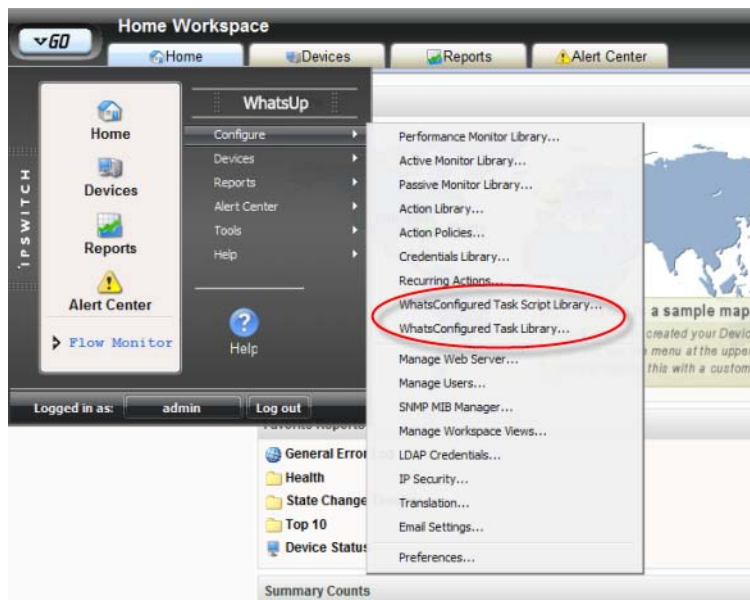 GO
Home Workspace
Home
Devices
Reports
Alert Center
IPSWITCH
Home
Devices
Reports
Alert Center
Flow Monitor
WhatsUp
Configure
Devices
Reports
Alert Center
Tools
Help
Help
Logged in as:
admin
Log out
Performance Monitor Library...
Active Monitor Library...
Passive Monitor Library...
Action Library...
Action Policies...
Credentials Library...
Recurring Actions...
WhatsConfigured Task Script Library...
WhatsConfigured Task Library...
Manage Web Server...
Manage Users...
SNMP MIB Manager...
Manage Workspace Views...
LDAP Credentials...
IP Security...
Translation...
Email Settings...
Preferences...
a sample map
created your Devic
menu at the upper
this with a custom
Favorite Reports
General Error
Health
State Change
Top 10
Device Status
Summary Counts